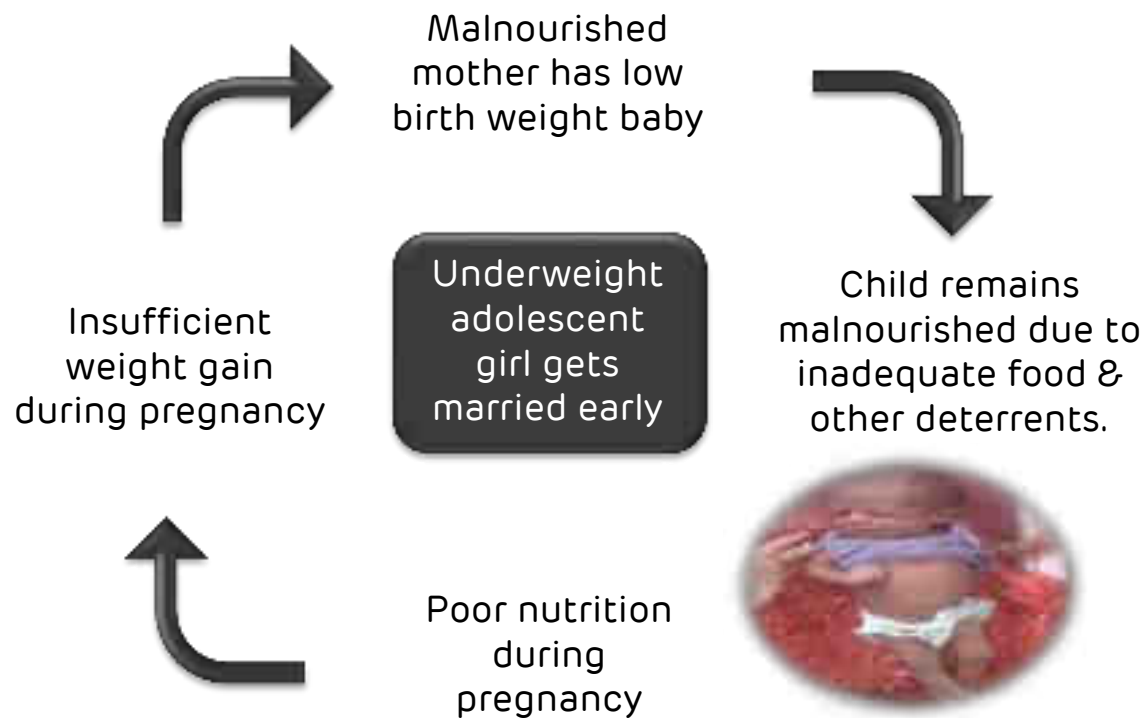 Malnourished
mother has low
birth weight baby
Child remains
malnourished due to
inadequate food &
other deterrents.
Underweight
adolescent
girl gets
married early
Insufficient
weight gain
during pregnancy
Poor nutrition
during
pregnancy